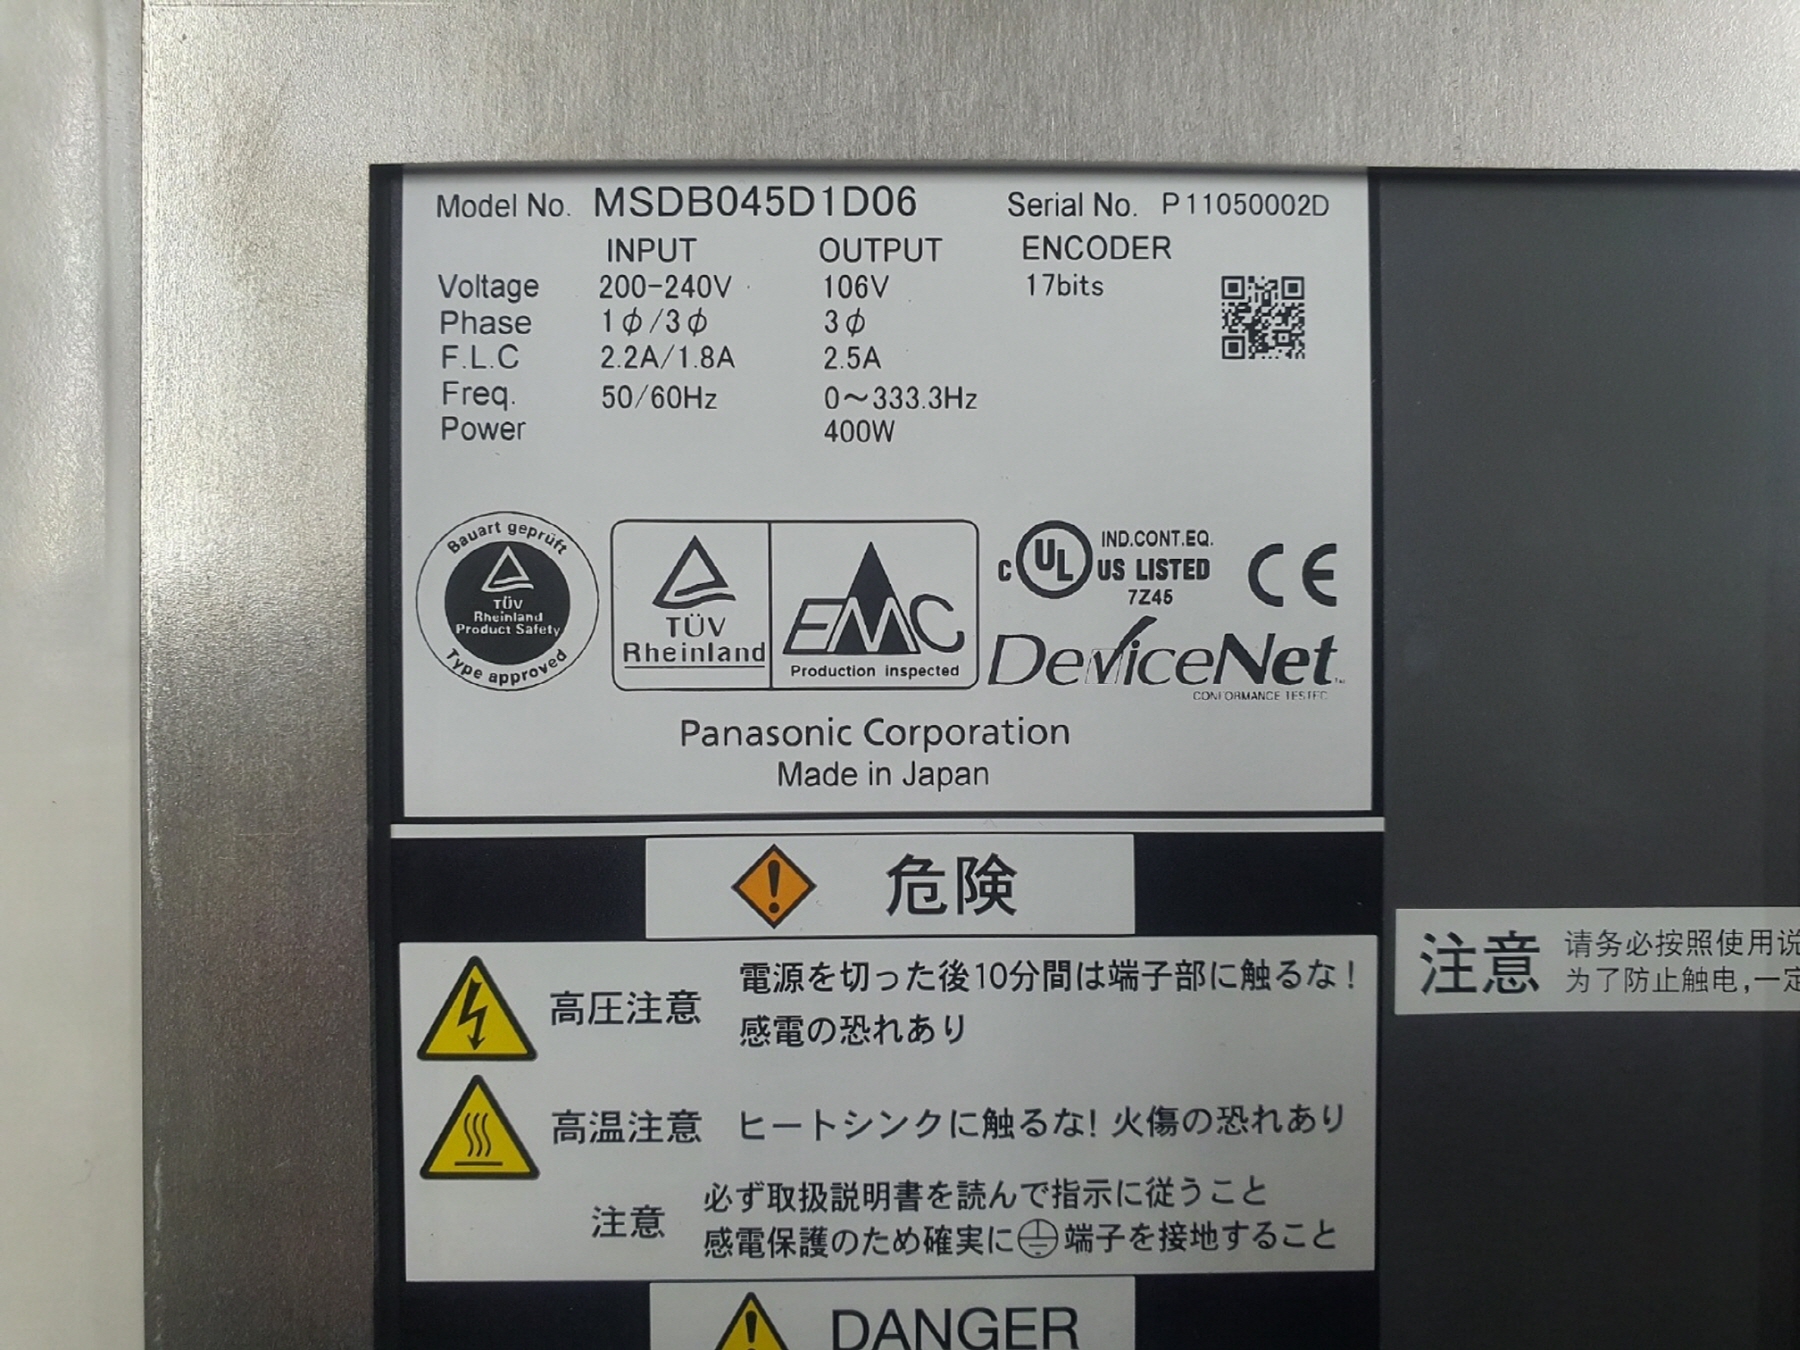 Model No. MSDB045D1D06 Serial No. P11050002D
INPUT OUTPUT ENCODER
Voltage 200-240V 106V 17bits
Phase 1φ/3φ 3φ
F.L.C 2.2A/1.8A 2.5A
Freq. 50/60Hz 0~333.3Hz
Power 400W
Bauart geprüft
TÜV
Rheinland
Product Safety
Type approved
TÜV
Rheinland
EMC
Production inspected
C UL US LISTED
IND.CONT.EQ.
7Z45
CE
DeviceNet
CONFORMANCE TESTED
Panasonic Corporation
Made in Japan
危険
高圧注意 電源を切った後10分間は端子部に触るな!
感電の恐れあり
高温注意 ヒートシンクに触るな! 火傷の恐れあり
注意 必ず取扱説明書を読んで指示に従うこと
感電保護のため確実に⏚端子を接地すること
DANGER
注意 请务必按照使用说
为了防止触电,一定